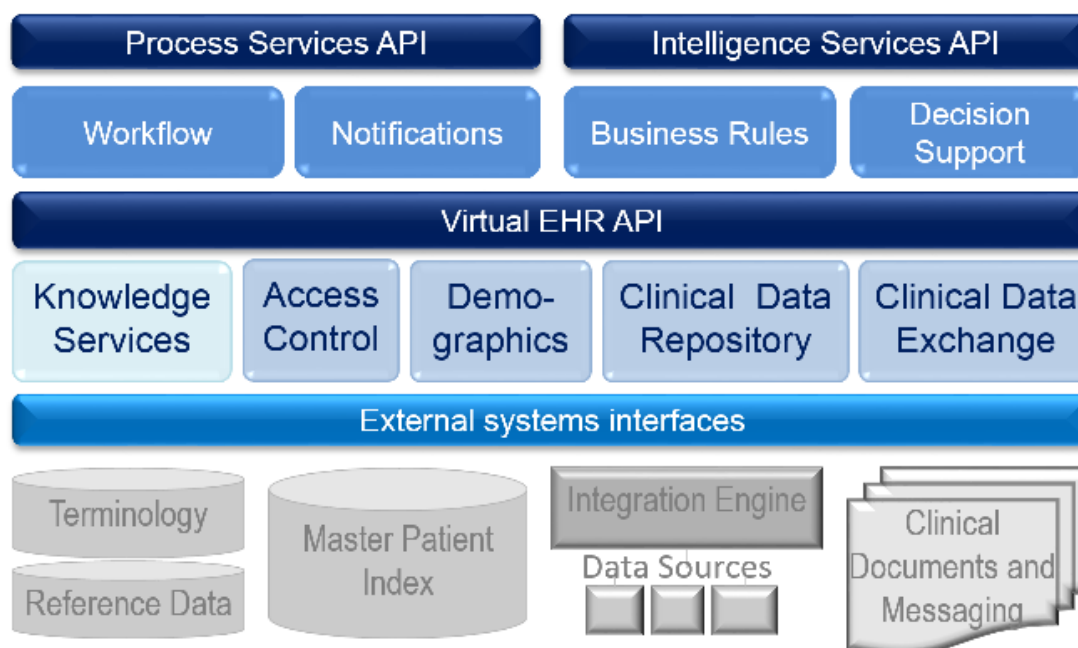 Process Services API
Intelligence Services API
Workflow
Notifications
Business Rules
Decision
Support
Virtual EHR API
Knowledge
Services
Access
Control
Demo-
graphics
Clinical Data
Repository
Clinical Data
Exchange
External systems interfaces
Terminology
Reference Data
Master Patient
Index
Integration Engine
Data Sources
Clinical
Documents and
Messaging